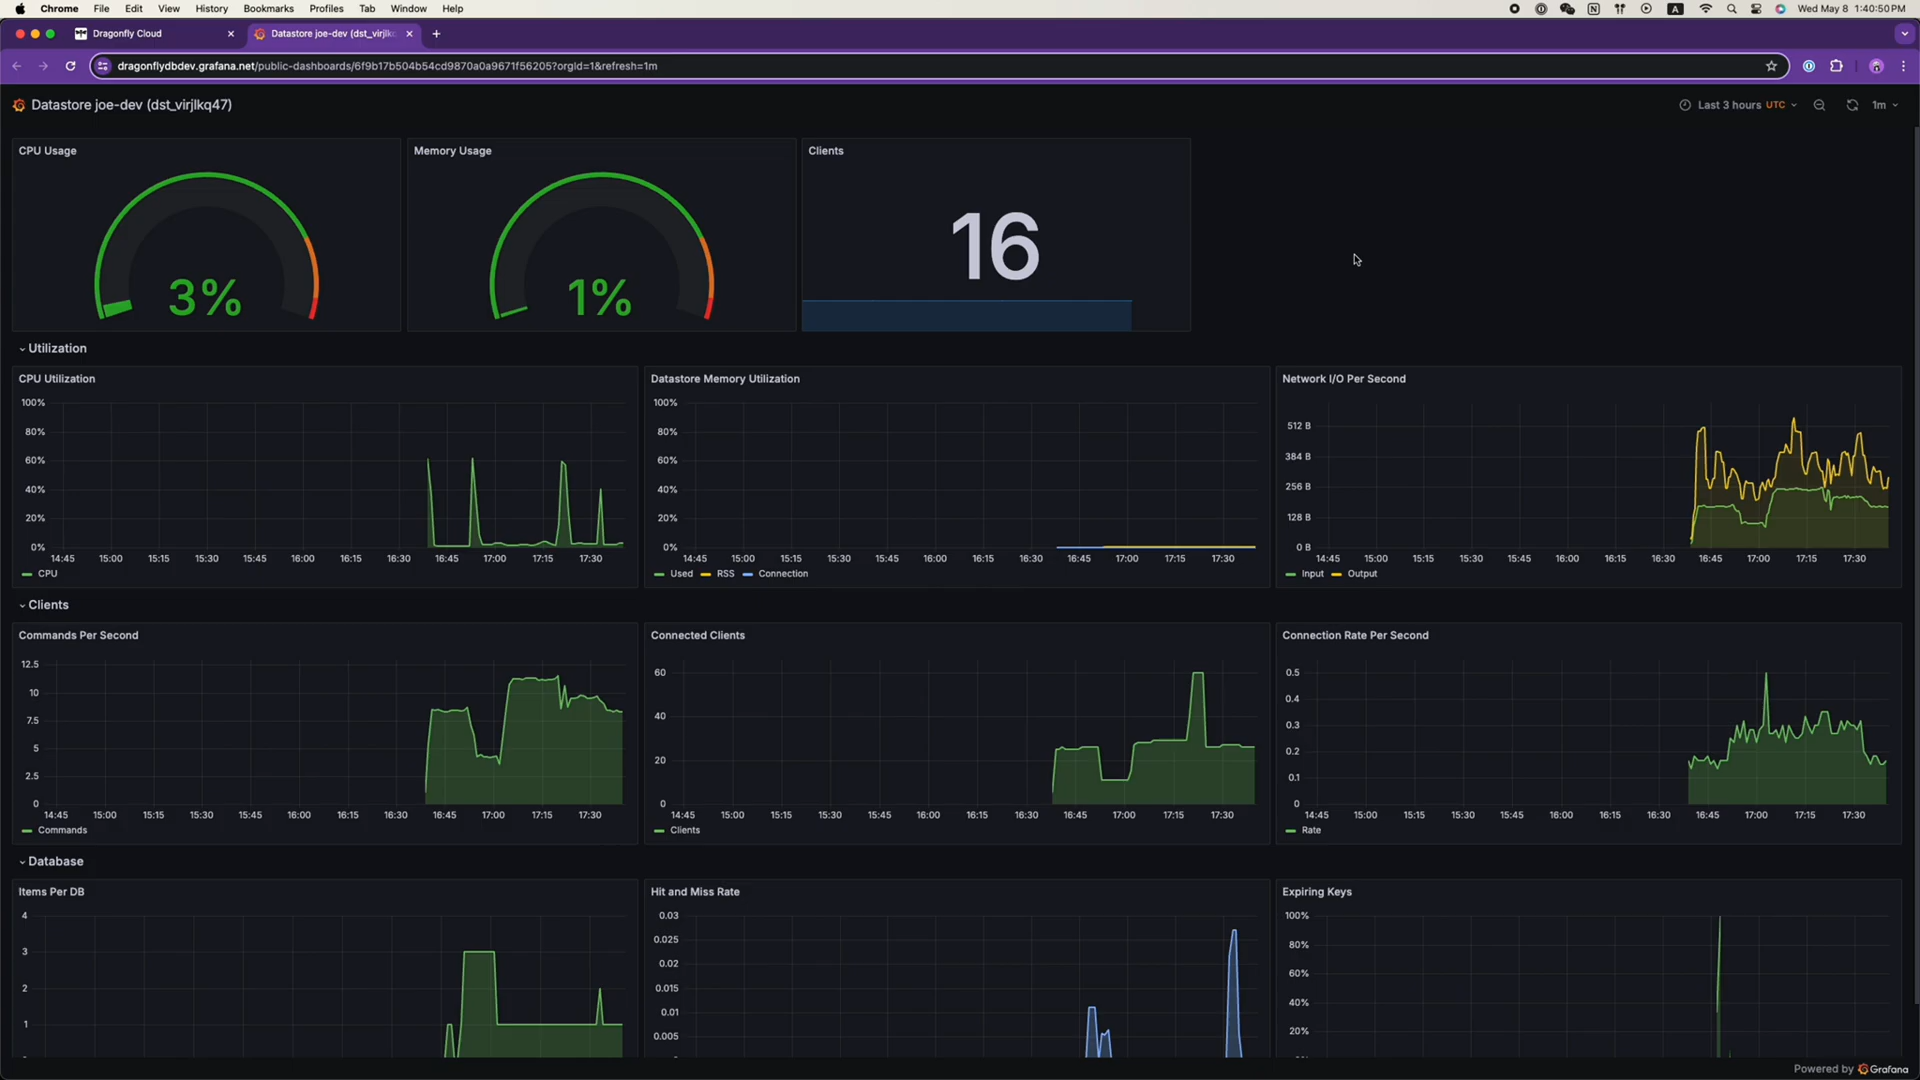 Chrome File Edit View History Bookmarks Profiles Tab Window Help
A
Wed May 8 1:40:50 PM
Dragonfly Cloud
Datastore joe-dev (dst_virjlkq
dragonflydbdev.grafana.net/public-dashboards/6f9b17b504b54cd9870a0a9671f56205?orgId=1&refresh=1m
Datastore joe-dev (dst_virjlkq47)
Last 3 hours UTC
1m
CPU Usage
3%
Memory Usage
1%
Clients
16
Utilization
CPU Utilization
100%
80%
60%
40%
20%
0%
14:45 15:00 15:15 15:30 15:45 16:00 16:15 16:30 16:45 17:00 17:15 17:30
CPU
Datastore Memory Utilization
100%
80%
60%
40%
20%
0%
14:45 15:00 15:15 15:30 15:45 16:00 16:15 16:30 16:45 17:00 17:15 17:30
Used RSS Connection
Network I/O Per Second
512 B
384 B
256 B
128 B
0 B
14:45 15:00 15:15 15:30 15:45 16:00 16:15 16:30 16:45 17:00 17:15 17:30
Input Output
Clients
Commands Per Second
12.5
10
7.5
5
2.5
0
14:45 15:00 15:15 15:30 15:45 16:00 16:15 16:30 16:45 17:00 17:15 17:30
Commands
Connected Clients
60
40
20
0
14:45 15:00 15:15 15:30 15:45 16:00 16:15 16:30 16:45 17:00 17:15 17:30
Clients
Connection Rate Per Second
0.5
0.4
0.3
0.2
0.1
0
14:45 15:00 15:15 15:30 15:45 16:00 16:15 16:30 16:45 17:00 17:15 17:30
Rate
Database
Items Per DB
4
3
2
1
Hit and Miss Rate
0.03
0.025
0.02
0.015
0.01
0.005
Expiring Keys
100%
80%
60%
40%
20%
Powered by Grafana